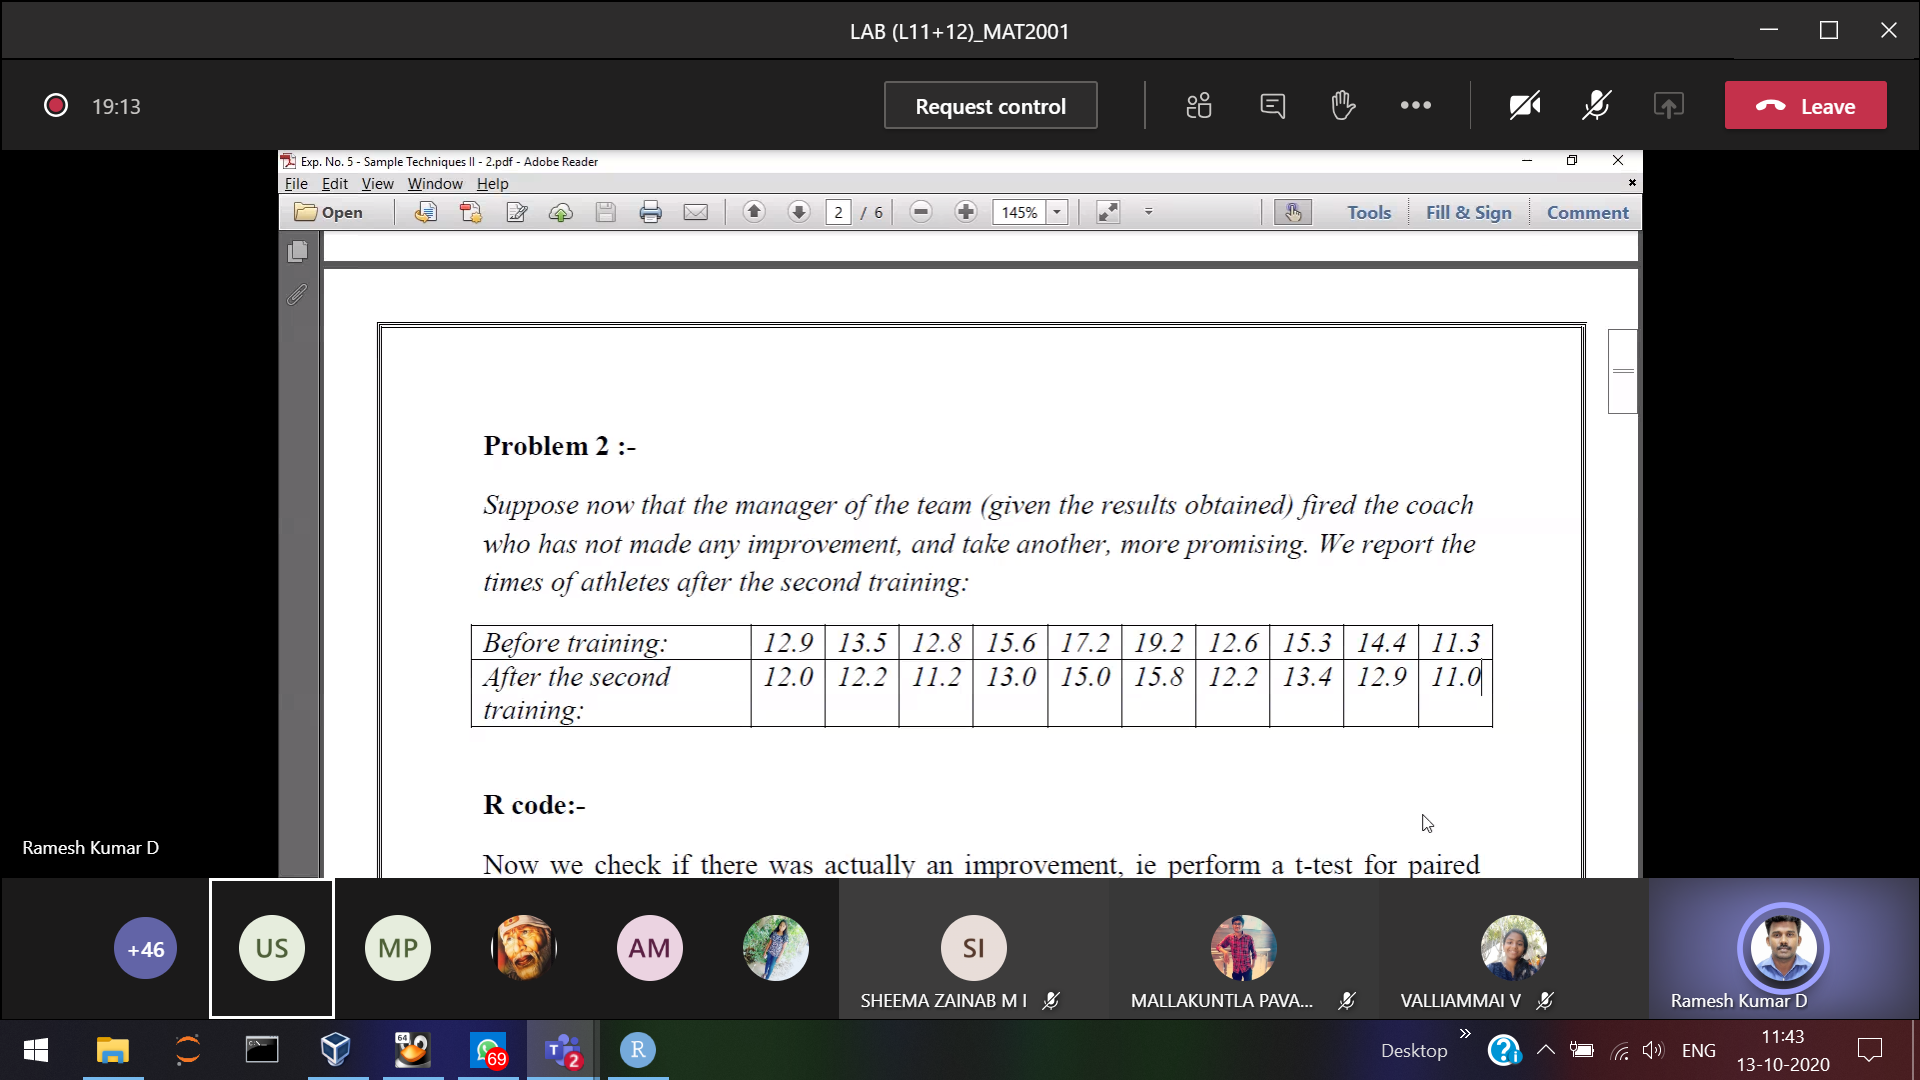 LAB (L11+12)_MAT2001
19:13
Request control
Leave
Exp. No. 5 - Sample Techniques II - 2.pdf - Adobe Reader
File Edit View Window Help
Open
2 / 6
145%
Tools Fill & Sign Comment
Problem 2 :-
Suppose now that the manager of the team (given the results obtained) fired the coach
who has not made any improvement, and take another, more promising. We report the
times of athletes after the second training:
Before training: 12.9 13.5 12.8 15.6 17.2 19.2 12.6 15.3 14.4 11.3
After the second 12.0 12.2 11.2 13.0 15.0 15.8 12.2 13.4 12.9 11.0
training:
R code:-
Now we check if there was actually an improvement, ie perform a t-test for paired
Ramesh Kumar D
+46
US
MP
AM
SI
SHEEMA ZAINAB M I
MALLAKUNTLA PAVA...
VALLIAMMAI V
Ramesh Kumar D
64
69
T
2
R
Desktop
ENG
11:43
13-10-2020